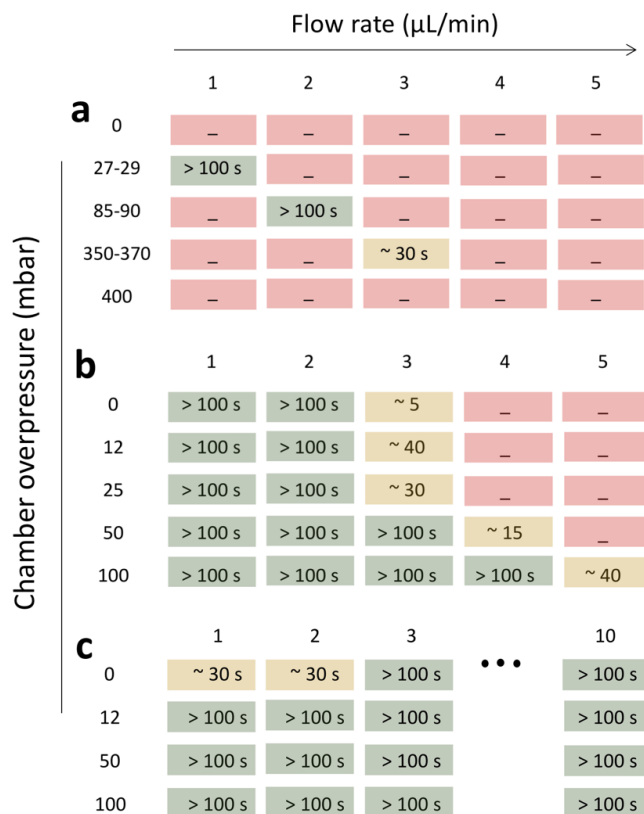 Flow rate (µL/min)
1 2 3 4 5
a
0 _ _ _ _ _
27-29 > 100 s _ _ _ _
85-90 _ > 100 s _ _ _
350-370 _ _ ~ 30 s _ _
400 _ _ _ _ _
Chamber overpressure (mbar)
b
1 2 3 4 5
0 > 100 s > 100 s ~ 5 _ _
12 > 100 s > 100 s ~ 40 _ _
25 > 100 s > 100 s ~ 30 _ _
50 > 100 s > 100 s > 100 s ~ 15 _
100 > 100 s > 100 s > 100 s > 100 s ~ 40
c
1 2 3 ••• 10
0 ~ 30 s ~ 30 s > 100 s > 100 s
12 > 100 s > 100 s > 100 s > 100 s
50 > 100 s > 100 s > 100 s > 100 s
100 > 100 s > 100 s > 100 s > 100 s